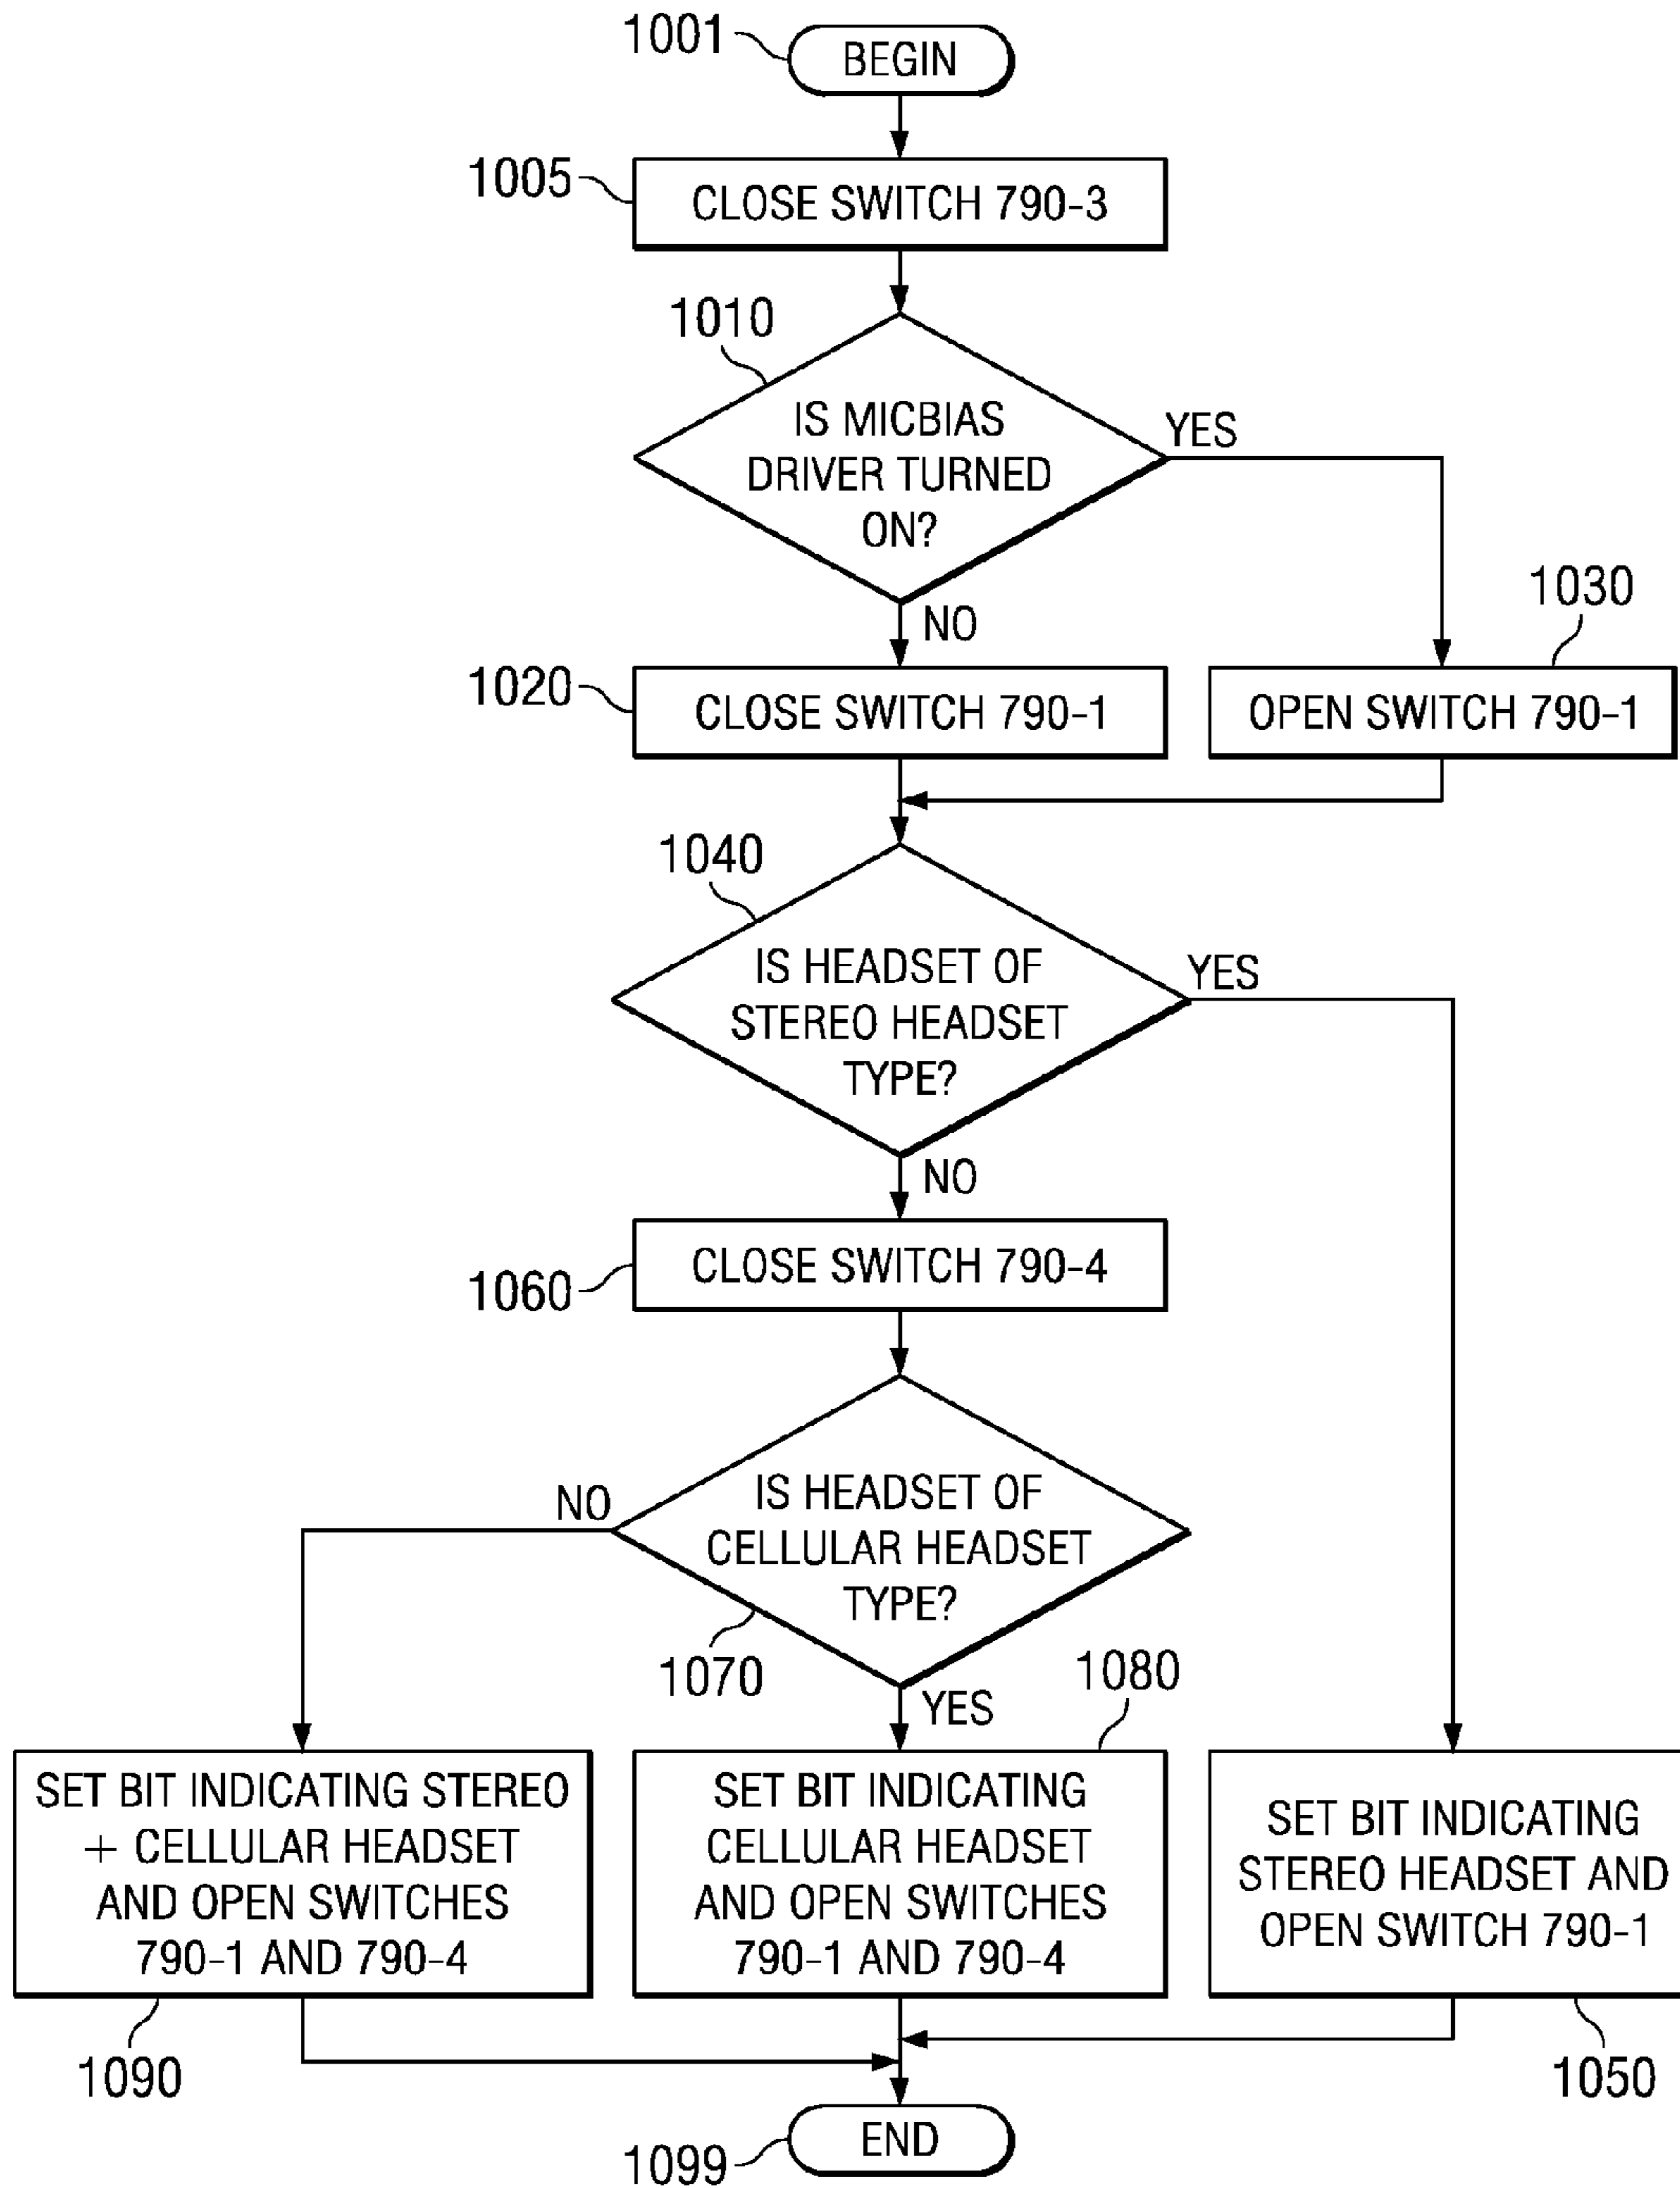 1001
BEGIN
1005
CLOSE SWITCH 790-3
1010
IS MICBIAS
DRIVER TURNED
ON?
YES
NO
1030
1020
CLOSE SWITCH 790-1
OPEN SWITCH 790-1
1040
IS HEADSET OF
STEREO HEADSET
TYPE?
YES
NO
1060
CLOSE SWITCH 790-4
IS HEADSET OF
CELLULAR HEADSET
TYPE?
NO
1070
YES
1080
SET BIT INDICATING STEREO
+ CELLULAR HEADSET
AND OPEN SWITCHES
790-1 AND 790-4
SET BIT INDICATING
CELLULAR HEADSET
AND OPEN SWITCHES
790-1 AND 790-4
SET BIT INDICATING
STEREO HEADSET AND
OPEN SWITCH 790-1
1090
1050
END
1099